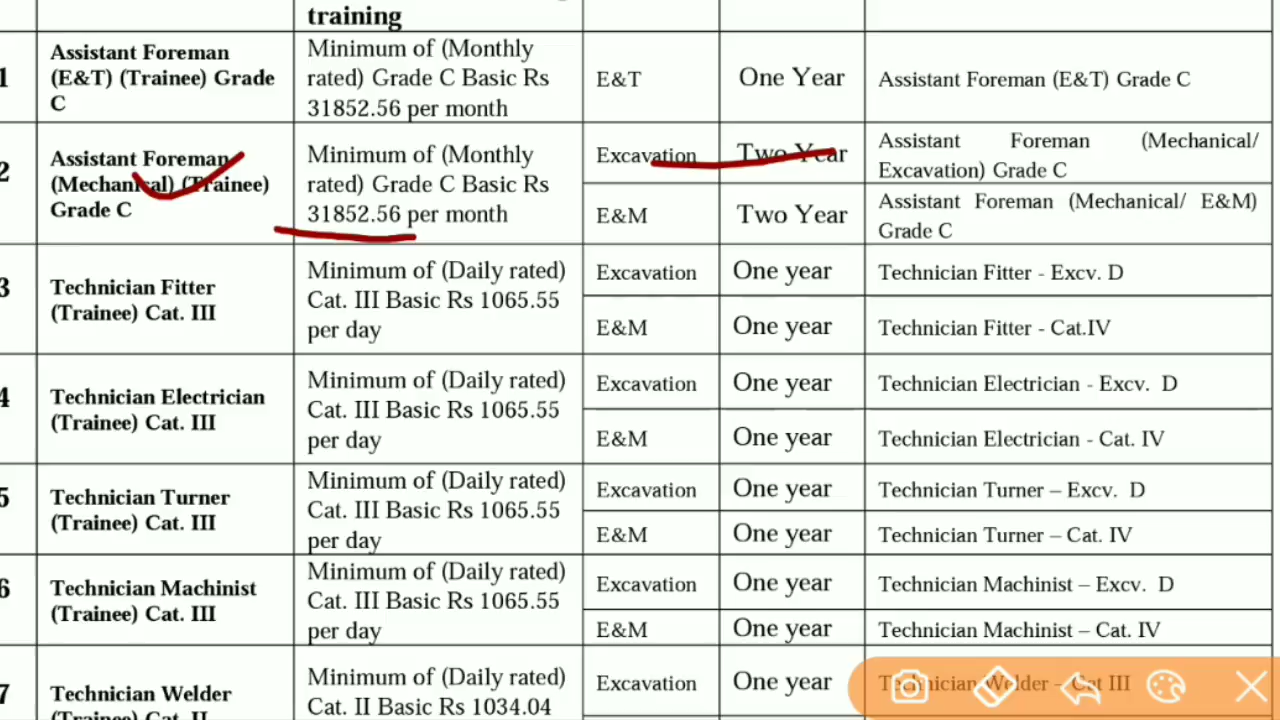 training
1
Assistant Foreman
(E&T) (Trainee) Grade
C
Minimum of (Monthly
rated) Grade C Basic Rs
31852.56 per month
E&T
One Year
Assistant Foreman (E&T) Grade C
2
Assistant Foreman
(Mechanical) (Trainee)
Grade C
Minimum of (Monthly
rated) Grade C Basic Rs
31852.56 per month
Excavation
Two Year
Assistant Foreman (Mechanical/
Excavation) Grade C
E&M
Two Year
Assistant Foreman (Mechanical/ E&M)
Grade C
3
Technician Fitter
(Trainee) Cat. III
Minimum of (Daily rated)
Cat. III Basic Rs 1065.55
per day
Excavation
One year
Technician Fitter - Excv. D
E&M
One year
Technician Fitter - Cat.IV
4
Technician Electrician
(Trainee) Cat. III
Minimum of (Daily rated)
Cat. III Basic Rs 1065.55
per day
Excavation
One year
Technician Electrician - Excv. D
E&M
One year
Technician Electrician - Cat. IV
5
Technician Turner
(Trainee) Cat. III
Minimum of (Daily rated)
Cat. III Basic Rs 1065.55
per day
Excavation
One year
Technician Turner – Excv. D
E&M
One year
Technician Turner – Cat. IV
6
Technician Machinist
(Trainee) Cat. III
Minimum of (Daily rated)
Cat. III Basic Rs 1065.55
per day
Excavation
One year
Technician Machinist – Excv. D
E&M
One year
Technician Machinist – Cat. IV
7
Technician Welder
(Trainee) Cat. II
Minimum of (Daily rated)
Cat. II Basic Rs 1034.04
Excavation
One year
Technician Welder – Cat III